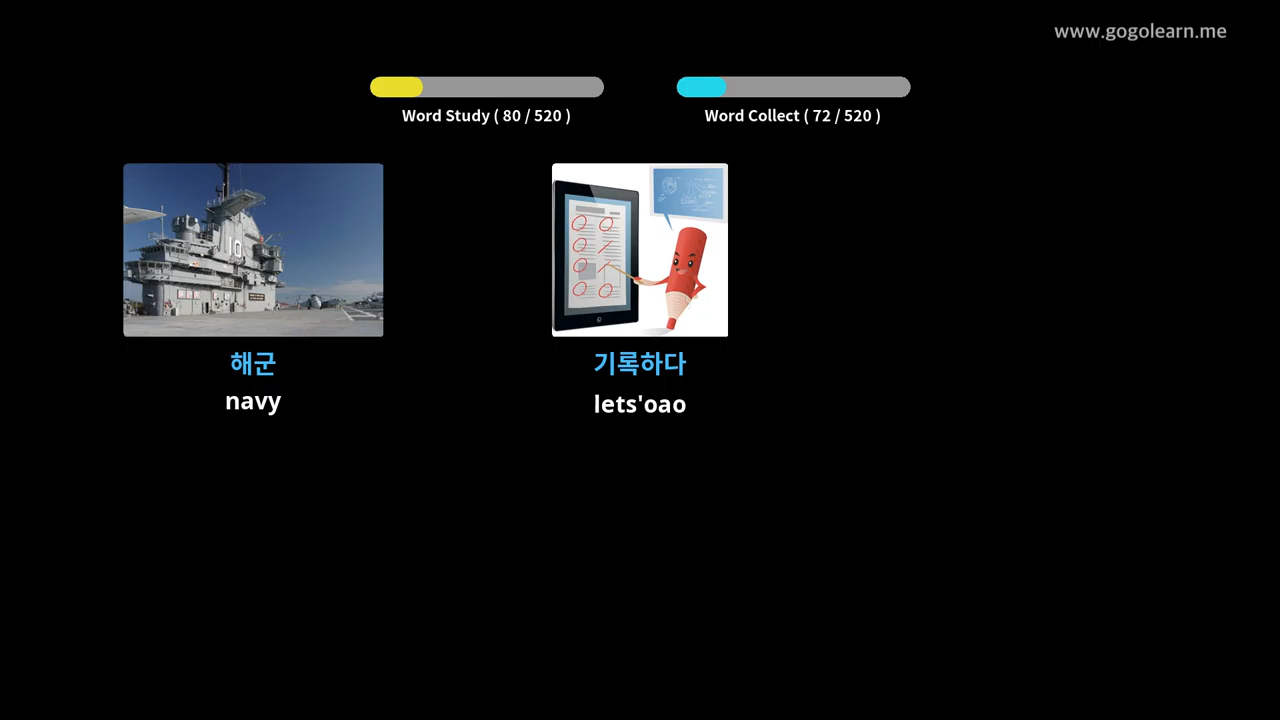 www.gogolearn.me
Word Study ( 80 / 520 )
Word Collect ( 72 / 520 )
10
해군
navy
기록하다
lets'oao